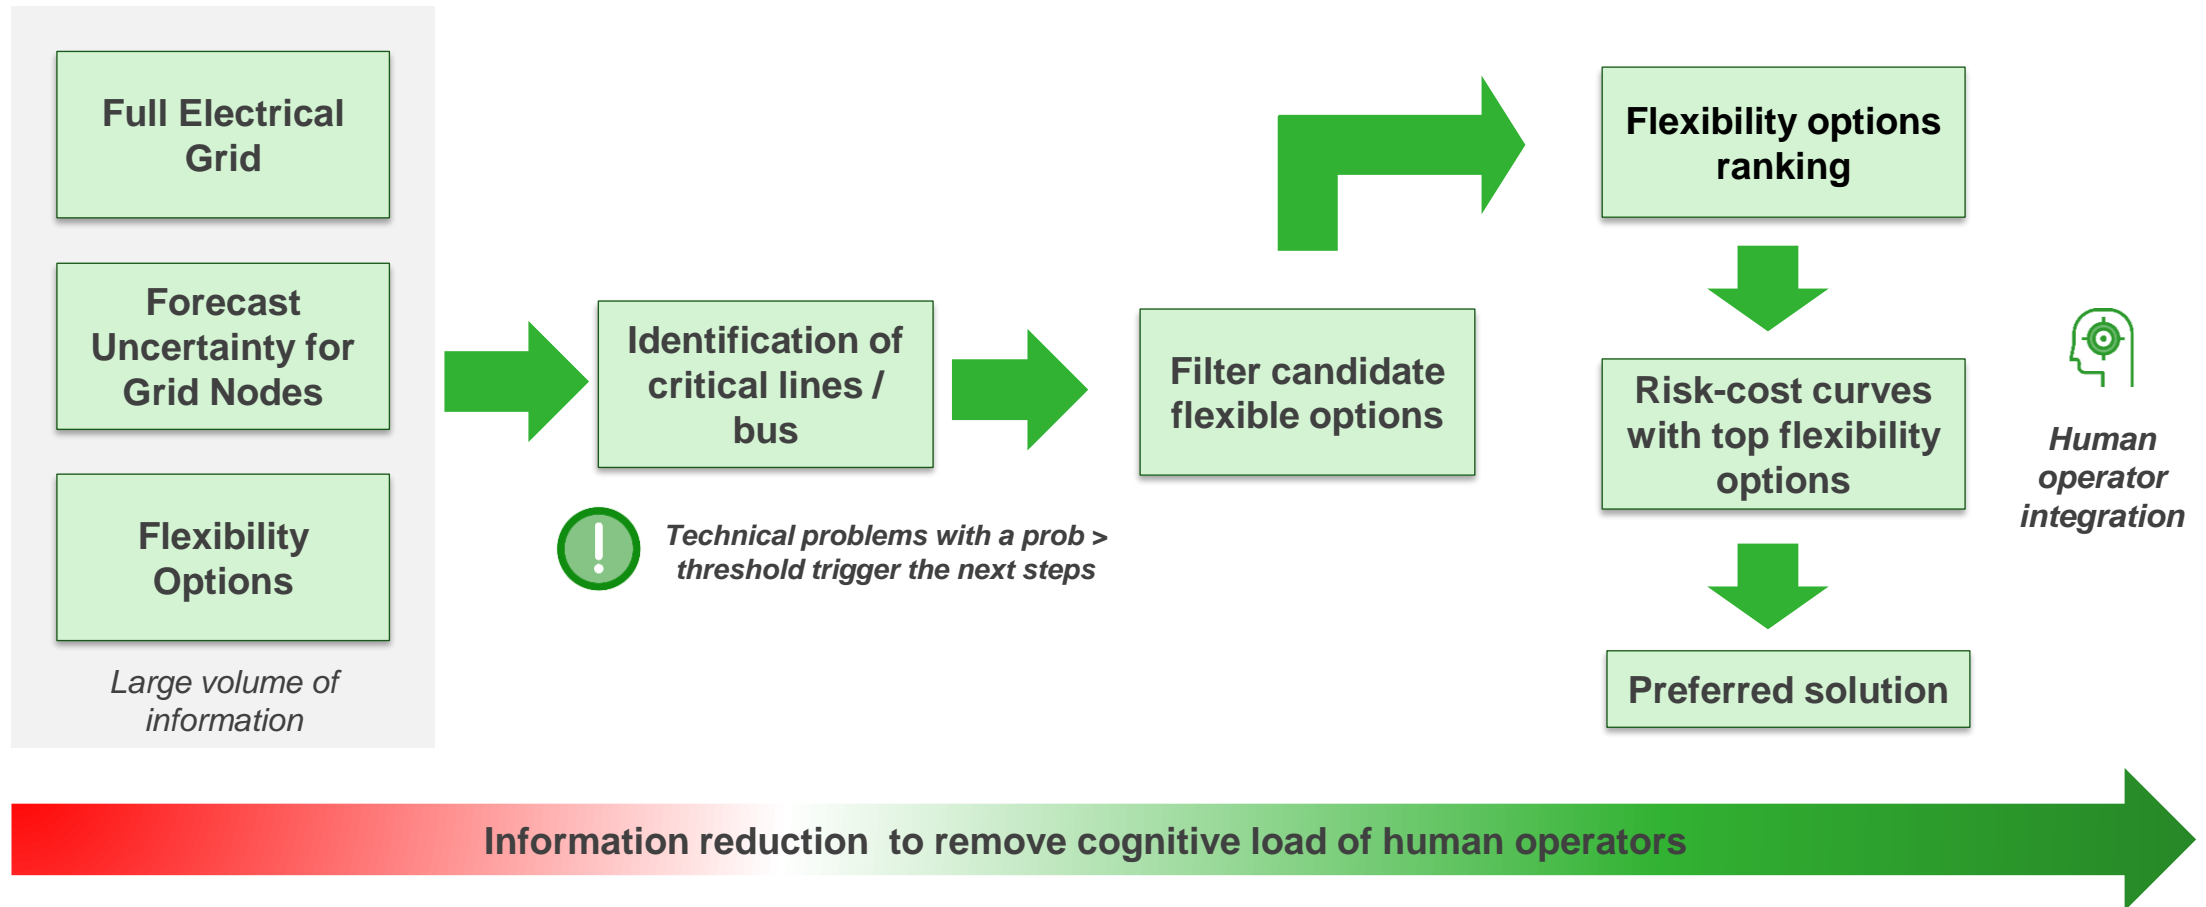 Full Electrical
Grid
Forecast
Uncertainty for
Grid Nodes
Flexibility
Options
Large volume of
information
Identification of
critical lines /
bus
Technical problems with a prob >
threshold trigger the next steps
Filter candidate
flexible options
Flexibility options
ranking
Risk-cost curves
with top flexibility
options
Human
operator
integration
Preferred solution
Information reduction  to remove cognitive load of human operators